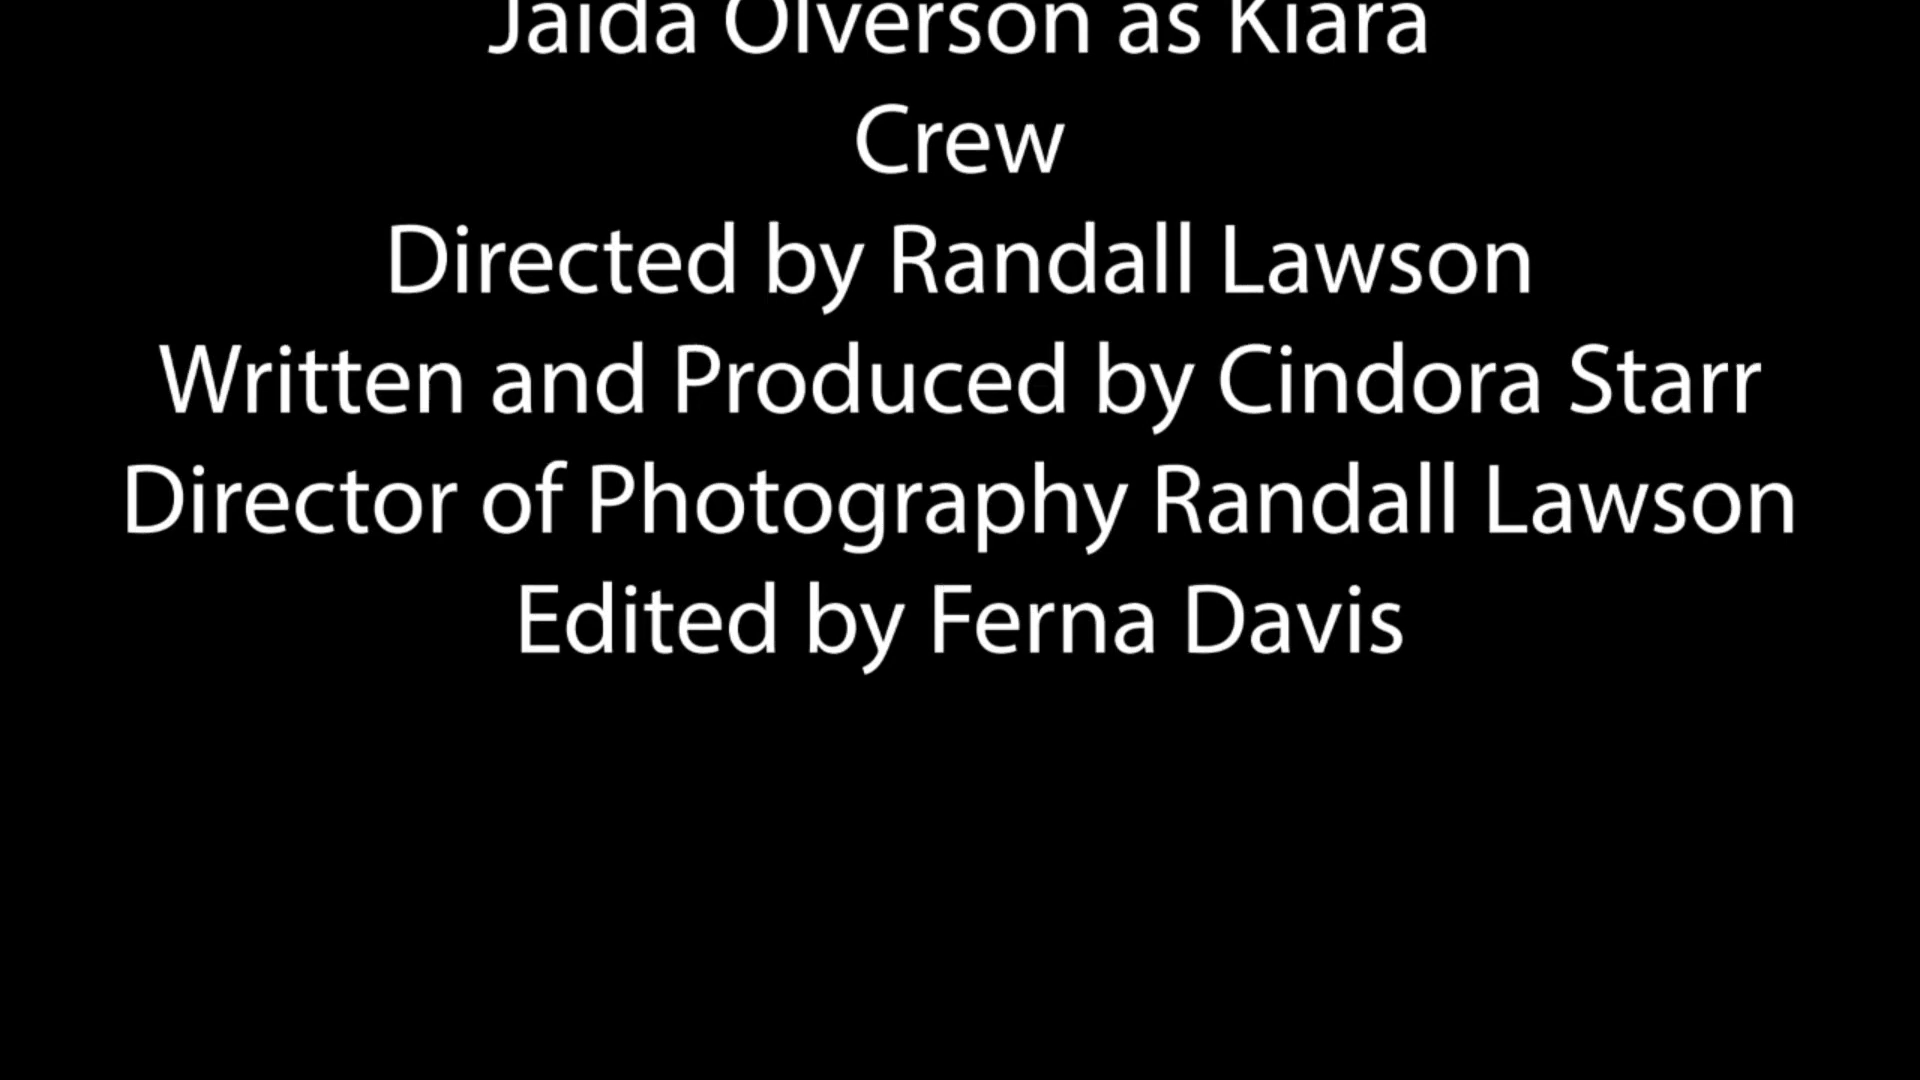 Jaida Olverson as Kiara
Crew
Directed by Randall Lawson
Written and Produced by Cindora Starr
Director of Photography Randall Lawson
Edited by Ferna Davis